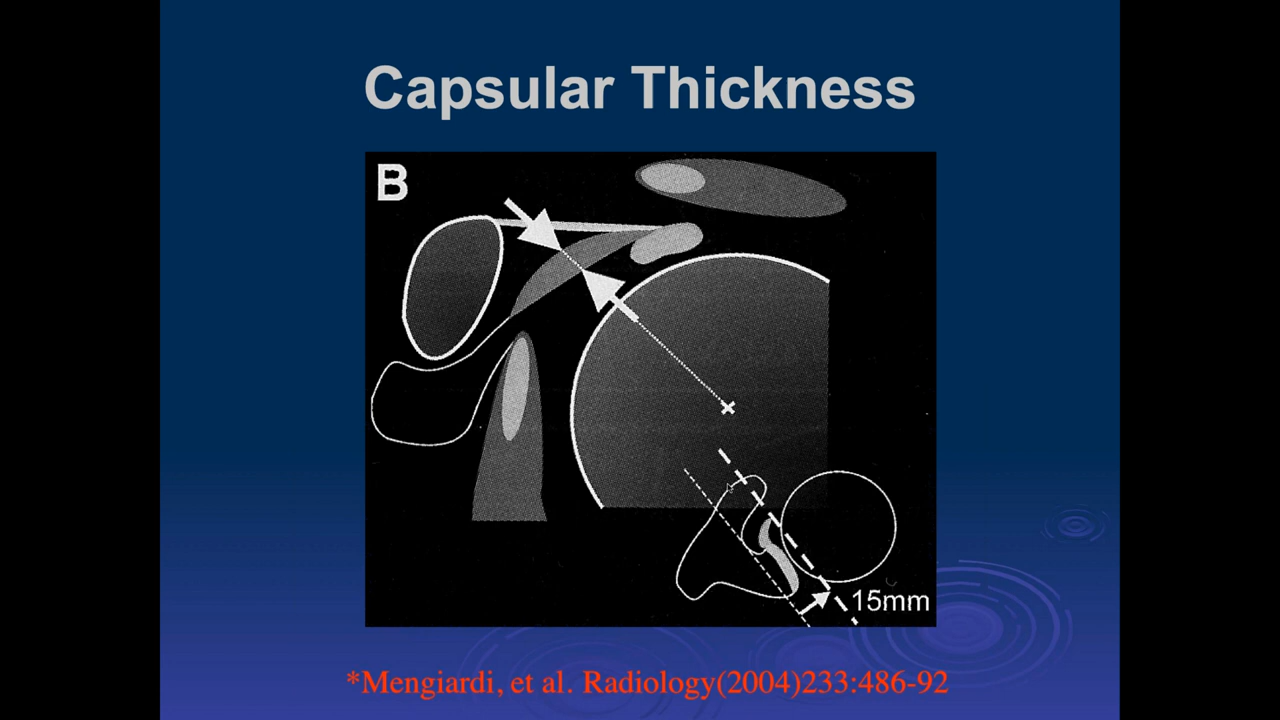 Capsular Thickness
B
15mm
*Mengiardi, et al. Radiology(2004)233:486-92